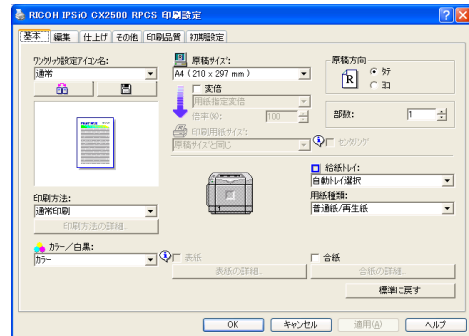 RICOH IPSiO CX2500 RPCS 印刷設定
基本 編集 仕上げ その他 印刷品質 初期設定
ワンクリック設定アイコン名:
通常
原稿サイズ:
A4 (210 x 297 mm)
変倍
用紙指定変倍
倍率(%): 100
印刷用紙サイズ:
原稿サイズと同じ
原稿方向
タテ
ヨコ
部数: 1
センタリング
印刷方法:
通常印刷
印刷方法の詳細...
給紙トレイ:
自動トレイ選択
用紙種類:
普通紙/再生紙
カラー/白黒:
カラー
表紙
表紙の詳細...
合紙
合紙の詳細...
標準に戻す
OK キャンセル 適用(A) ヘルプ